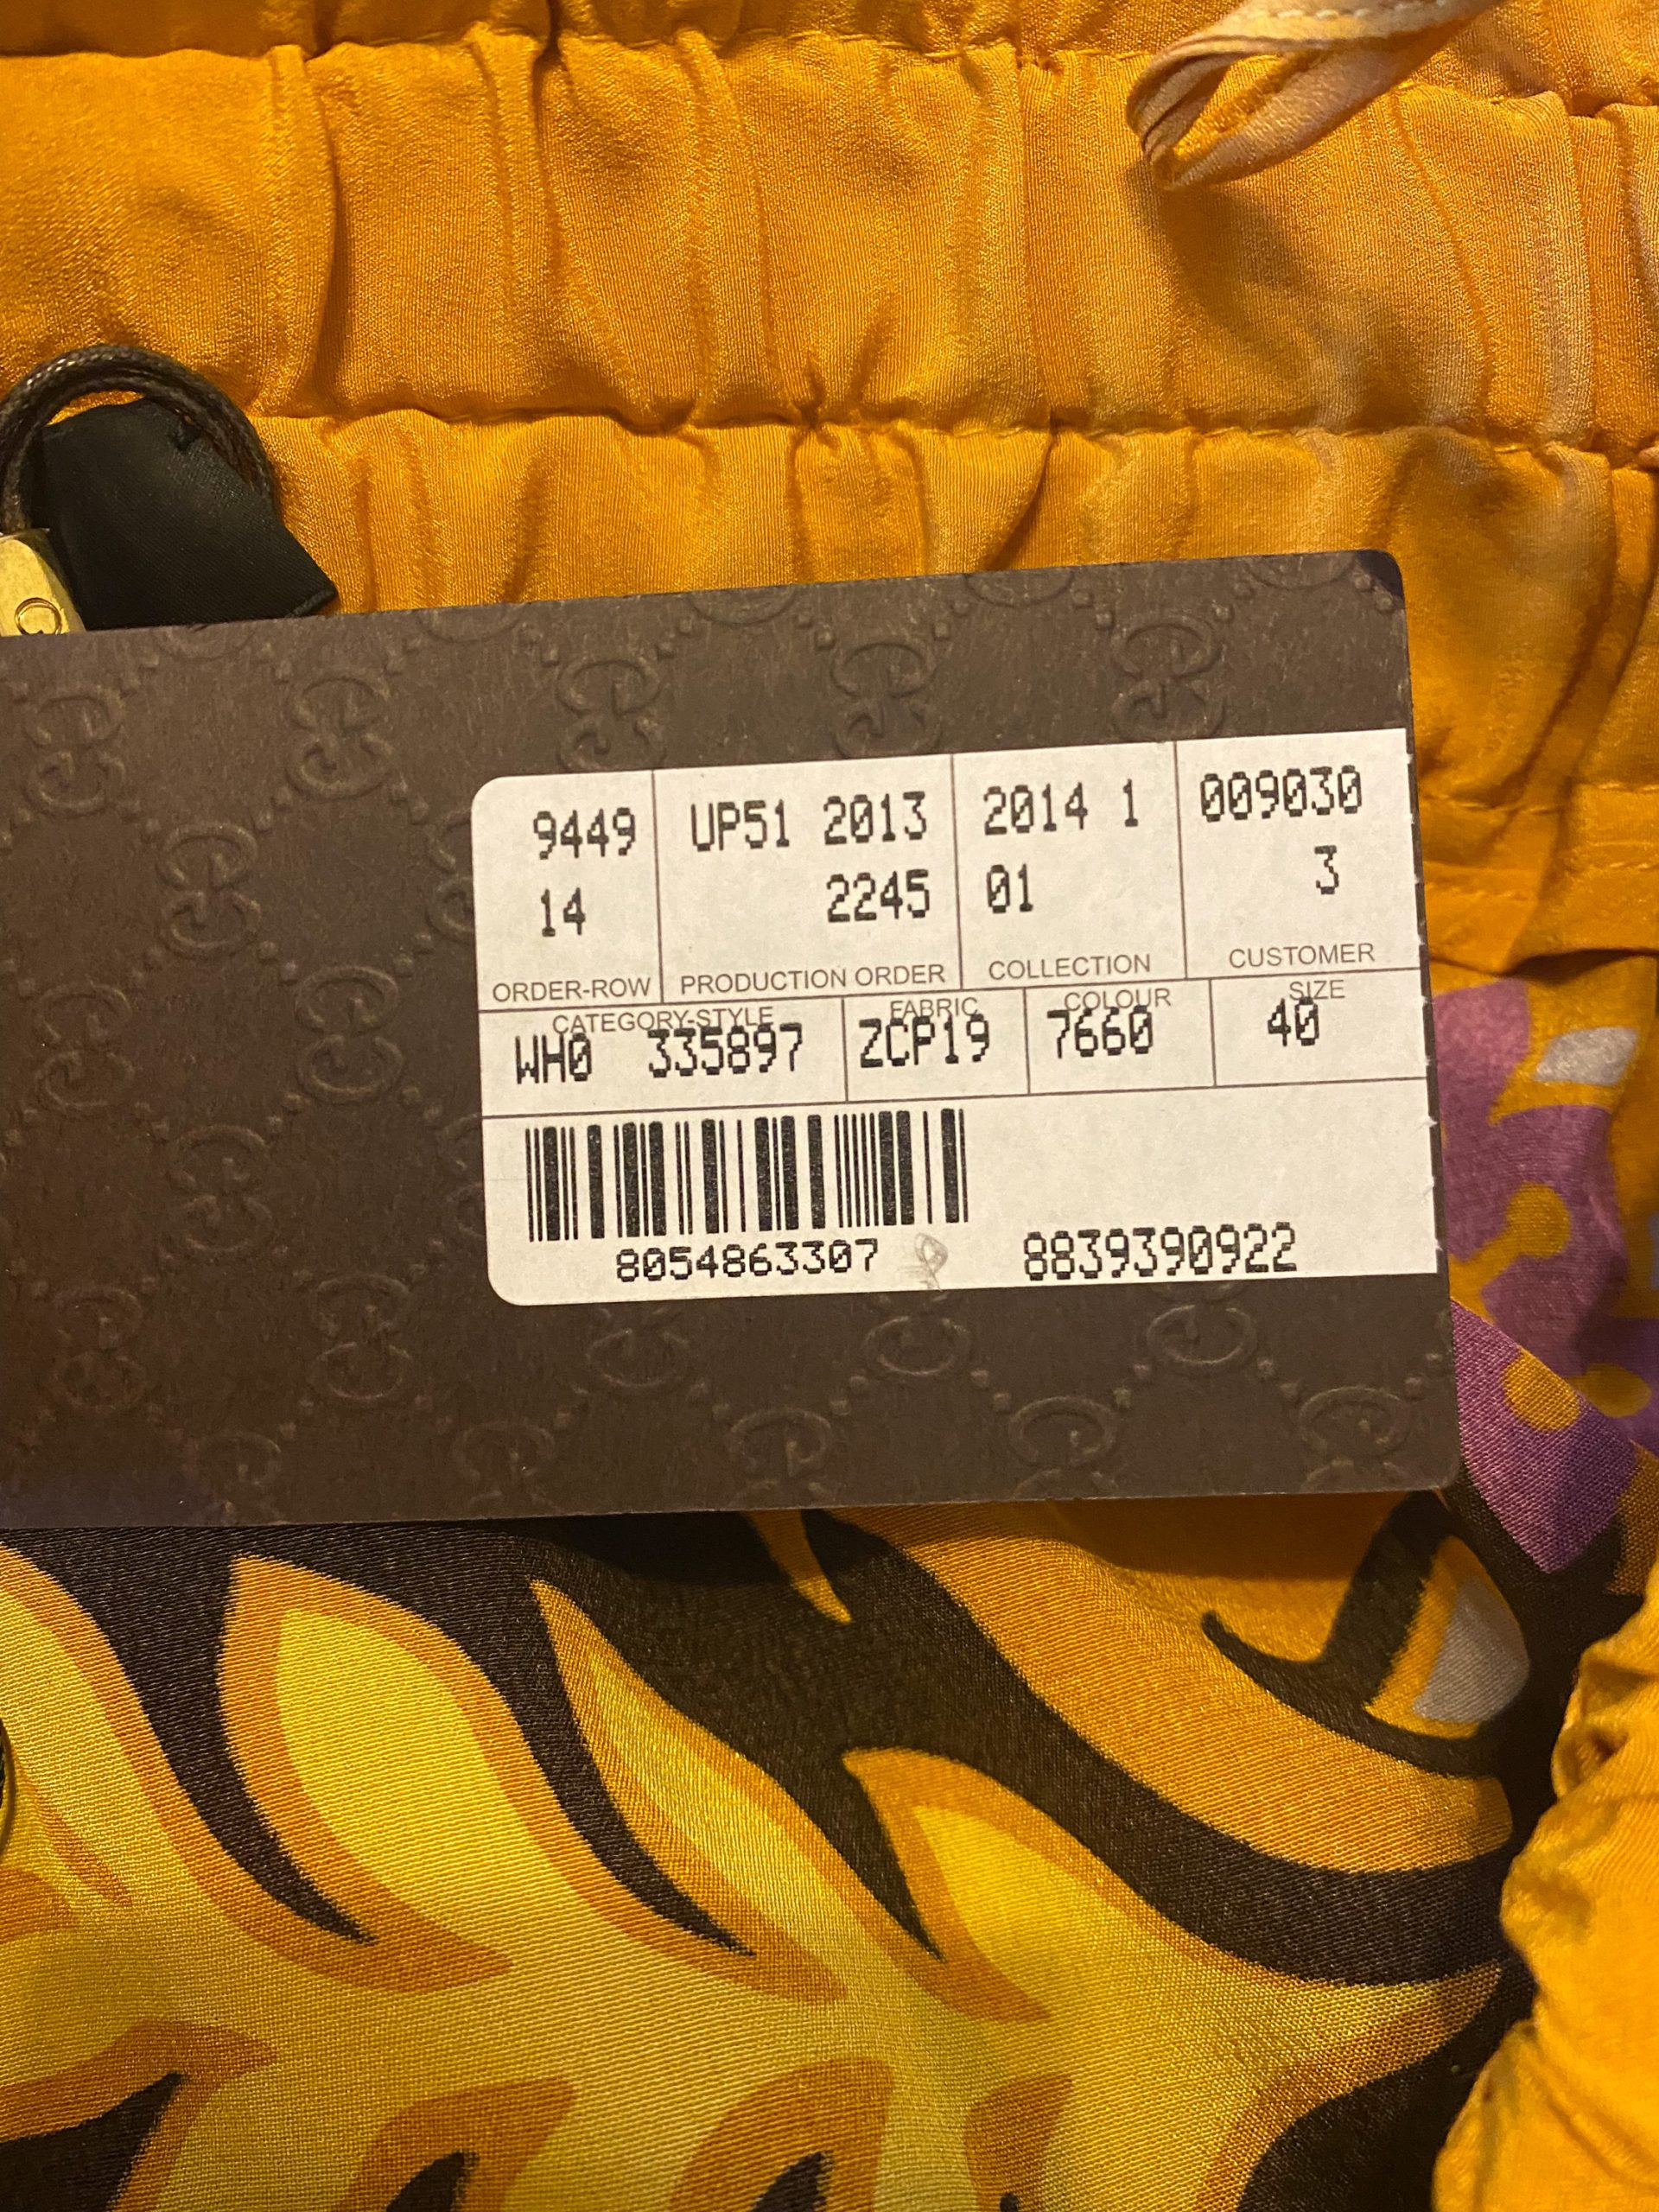 9449 UP51 2013 2014 1 009030
14 2245 01 3
ORDER-ROW PRODUCTION ORDER COLLECTION CUSTOMER
CATEGORY-STYLE FABRIC COLOUR SIZE
WH0 335897 ZCP19 7660 40
8054863307 8839390922